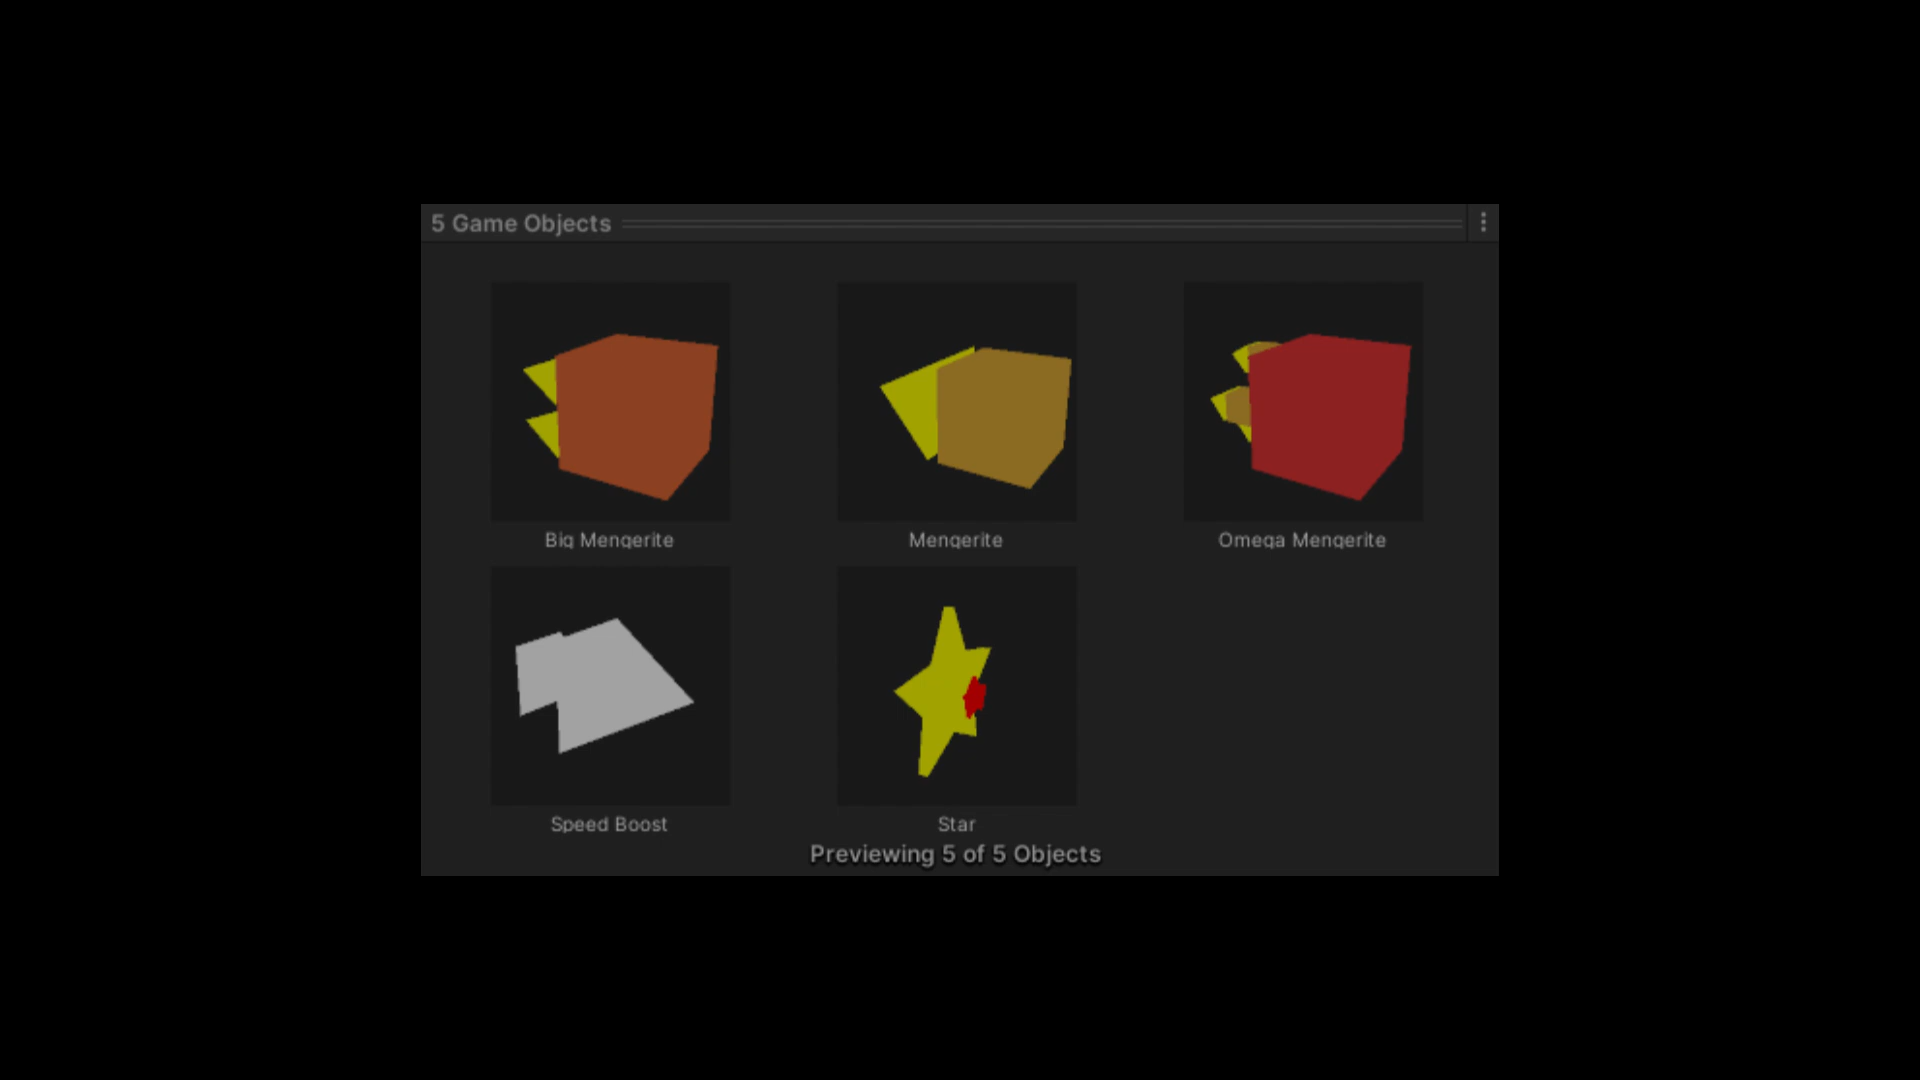 5 Game Objects
Big Mengerite
Mengerite
Omega Mengerite
Speed Boost
Star
Previewing 5 of 5 Objects